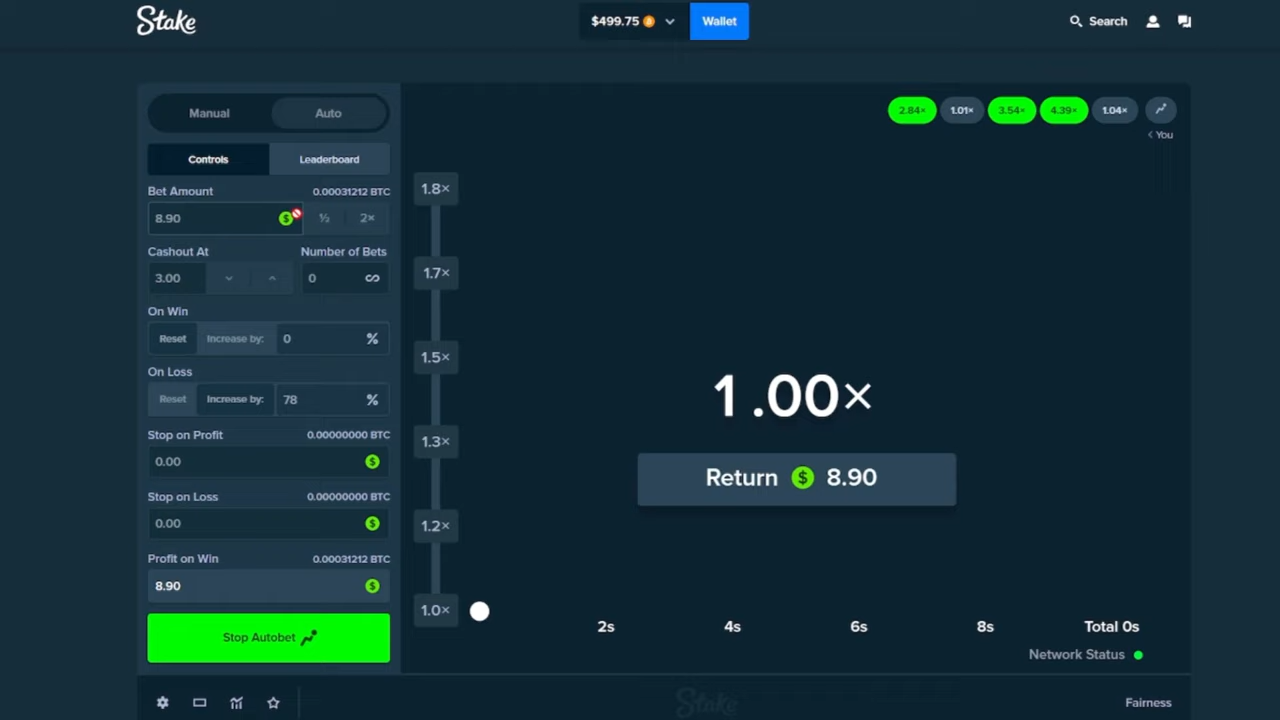 Stake
$499.75
Wallet
Search
Manual
Auto
Controls
Leaderboard
Bet Amount
0.00031212 BTC
8.90
$
½
2×
Cashout At
Number of Bets
3.00
0
∞
On Win
Reset
Increase by:
0
%
On Loss
Reset
Increase by:
78
%
Stop on Profit
0.00000000 BTC
0.00
$
Stop on Loss
0.00000000 BTC
0.00
$
Profit on Win
0.00031212 BTC
8.90
$
Stop Autobet
2.84×
1.01×
3.54×
4.39×
1.04×
You
1.8×
1.7×
1.5×
1.3×
1.2×
1.0×
1.00×
Return $ 8.90
2s
4s
6s
8s
Total 0s
Network Status
Stake
Fairness